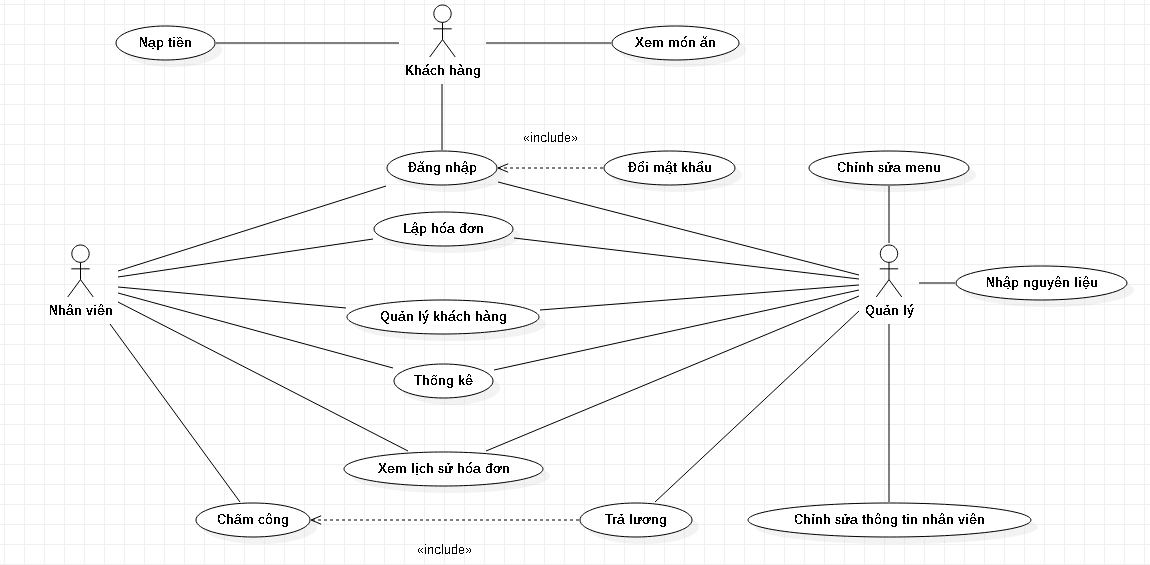 Nạp tiền
Khách hàng
Xem món ăn
«include»
Đăng nhập
Đổi mật khẩu
Chỉnh sửa menu
Lập hóa đơn
Nhân viên
Quản lý
Nhập nguyên liệu
Quản lý khách hàng
Thống kê
Xem lịch sử hóa đơn
Chấm công
Trả lương
Chỉnh sửa thông tin nhân viên
«include»